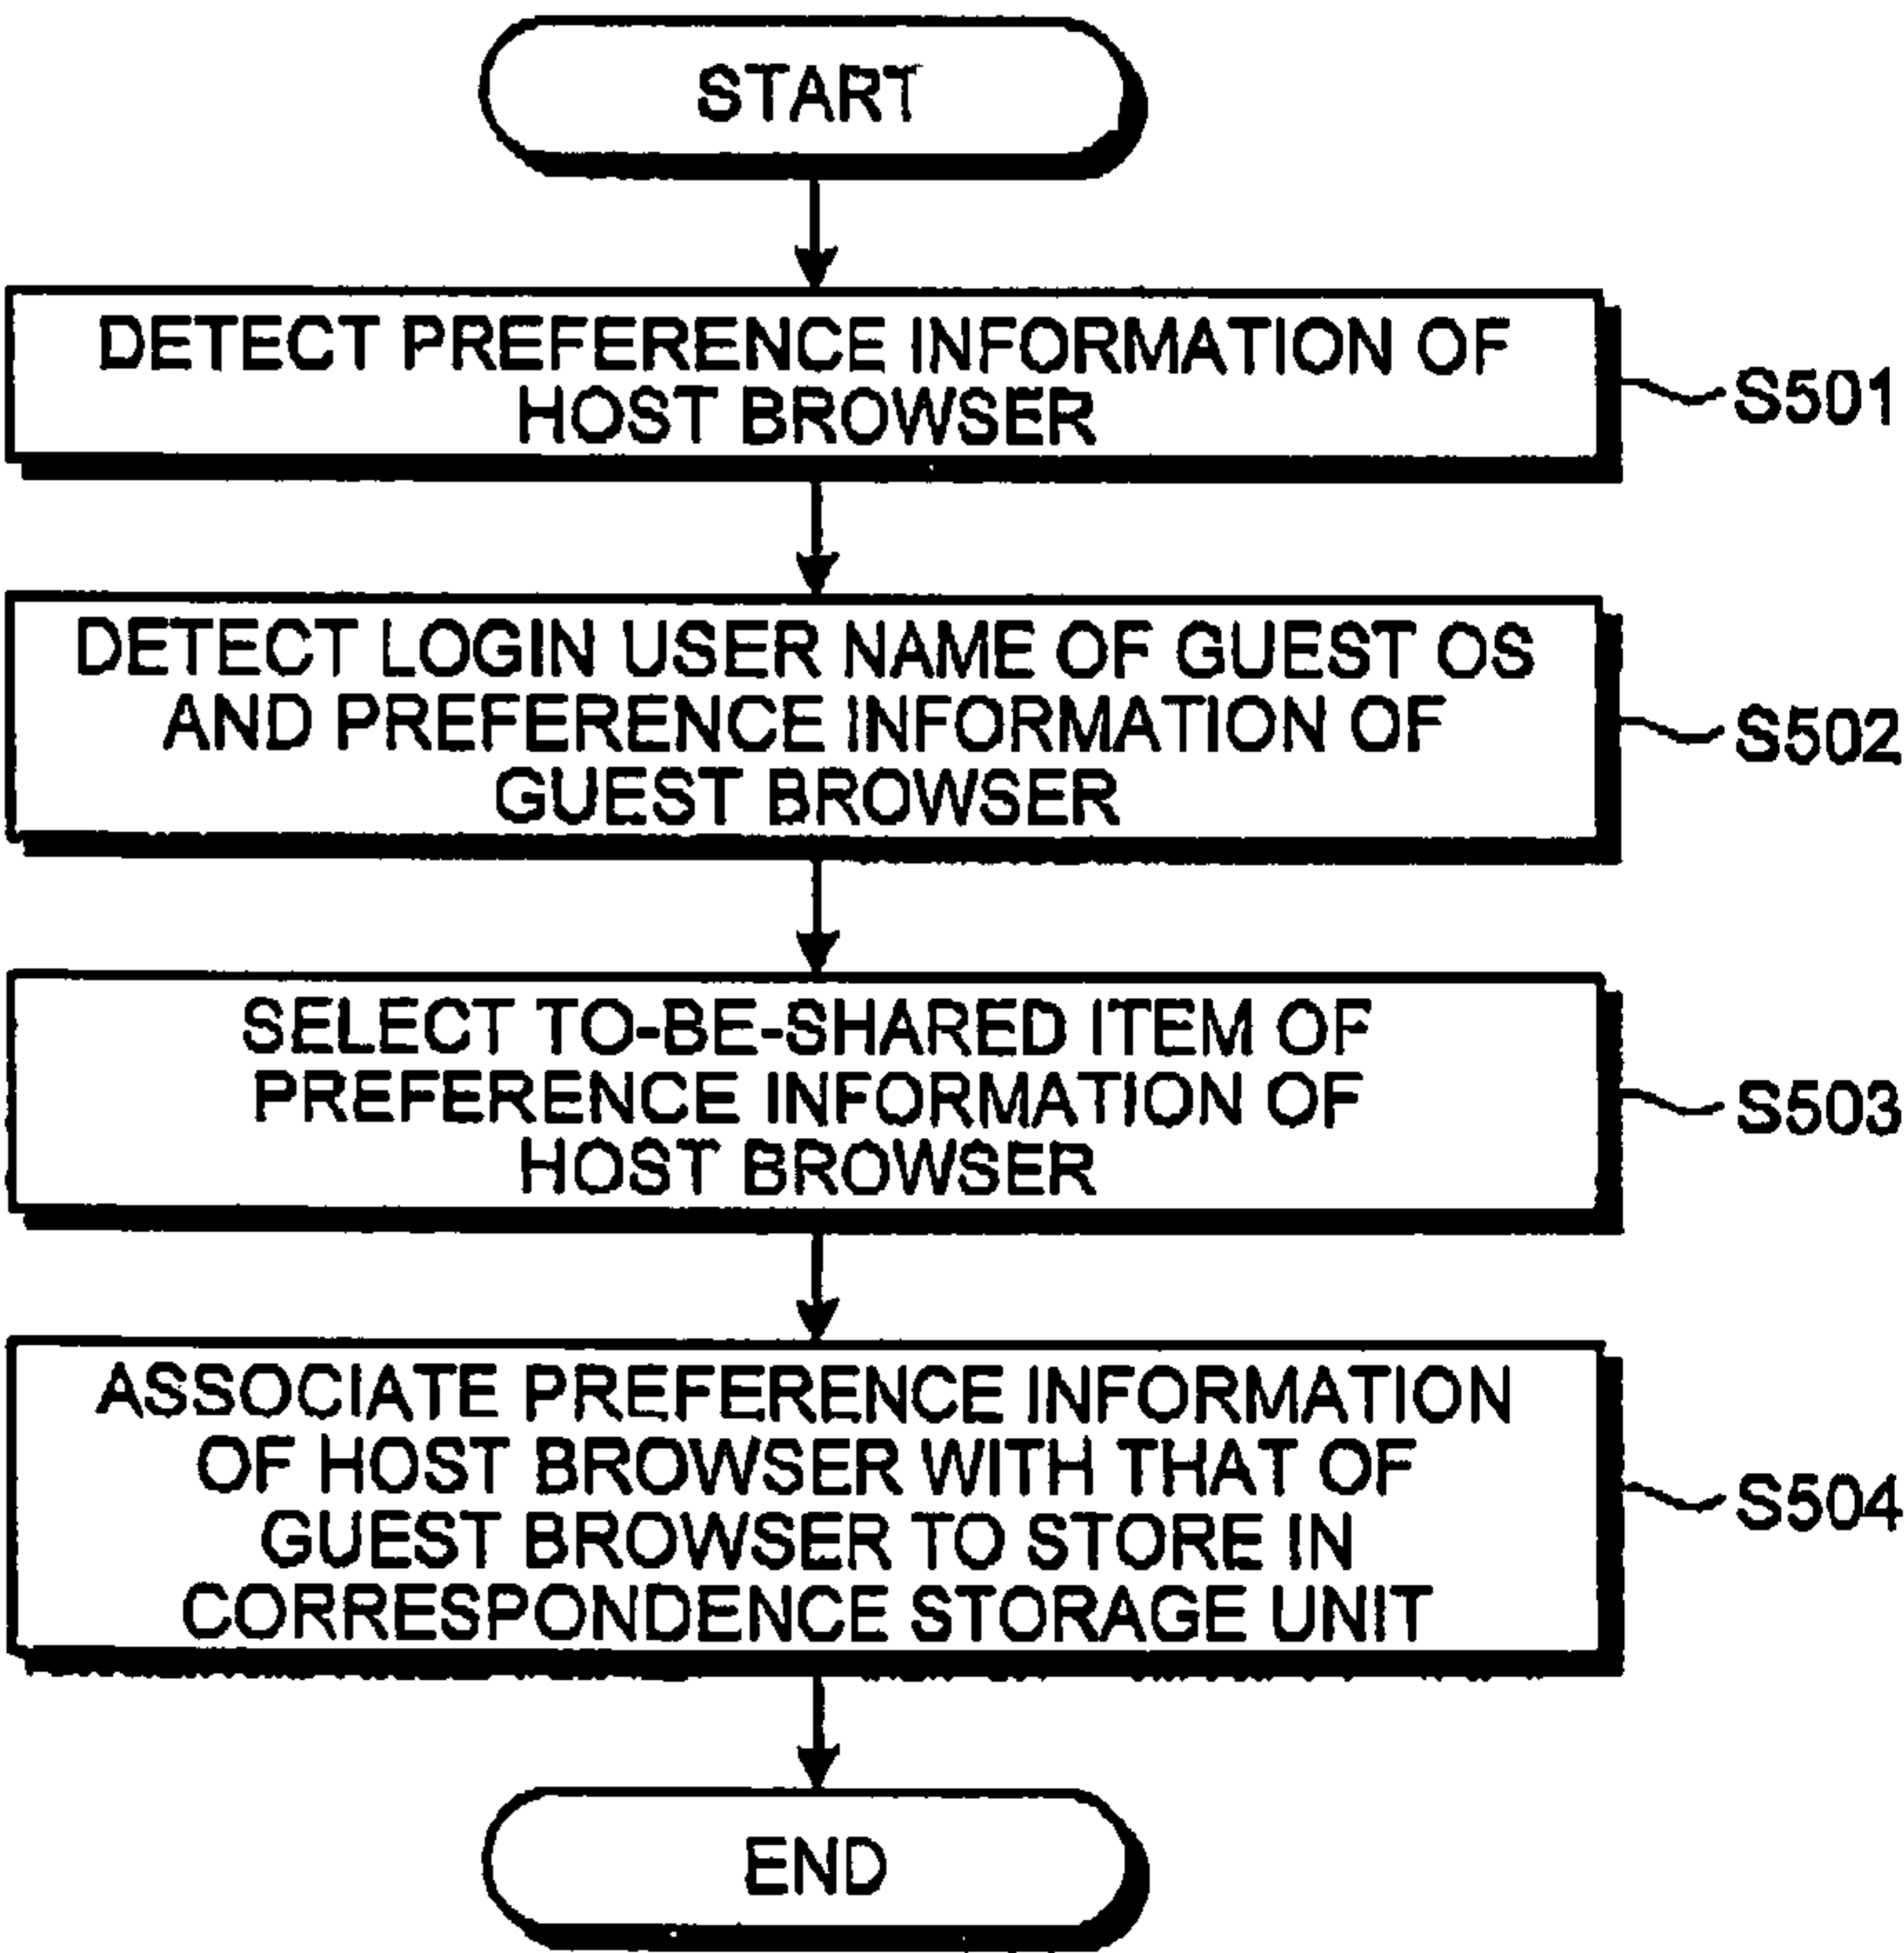 START
DETECT PREFERENCE INFORMATION OF
HOST BROWSER
S501
DETECT LOGIN USER NAME OF GUEST OS
AND PREFERENCE INFORMATION OF
GUEST BROWSER
S502
SELECT TO-BE-SHARED ITEM OF
PREFERENCE INFORMATION OF
HOST BROWSER
S503
ASSOCIATE PREFERENCE INFORMATION
OF HOST BROWSER WITH THAT OF
GUEST BROWSER TO STORE IN
CORRESPONDENCE STORAGE UNIT
S504
END